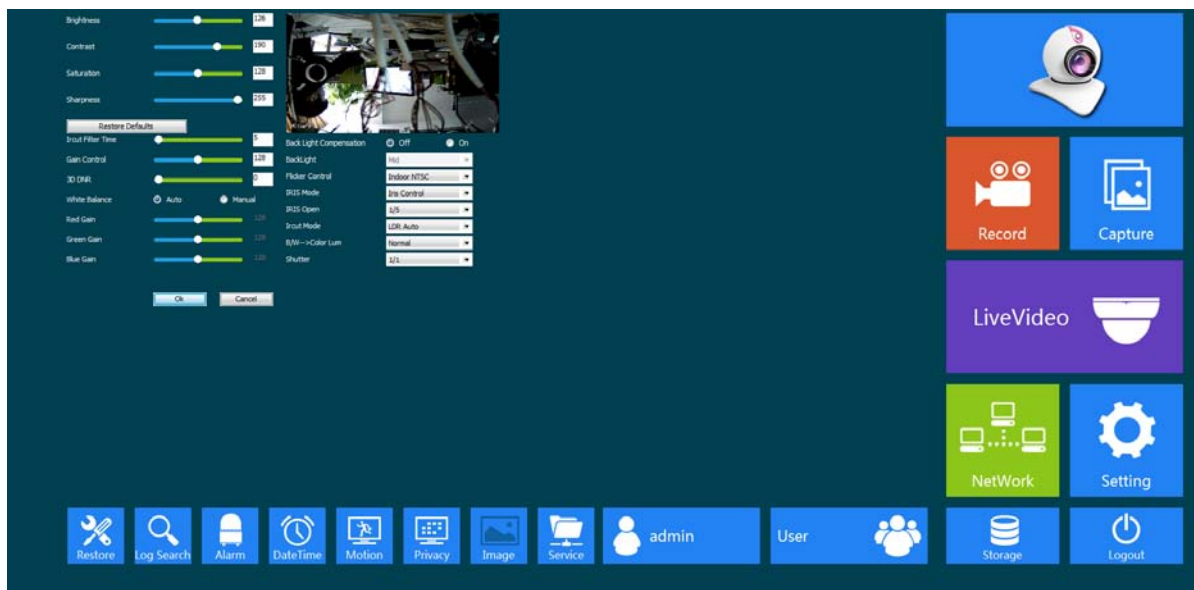 Brightness 126
Contrast 190
Saturation 128
Sharpness 255
Restore Defaults
Ircut Filter Time 5
Gain Control 128
3D DNR 0
White Balance Auto Manual
Red Gain 128
Green Gain 128
Blue Gain 128
Ok Cancel
Back Light Compensation Off On
BackLight Mid
Flicker Control Indoor NTSC
IRIS Mode Iris Control
IRIS Open 1/5
Ircut Mode LDR Auto
B/W-->Color Lum Normal
Shutter 1/1
Record Capture
LiveVideo
NetWork Setting
Restore Log Search Alarm DateTime Motion Privacy Image Service admin User Storage Logout